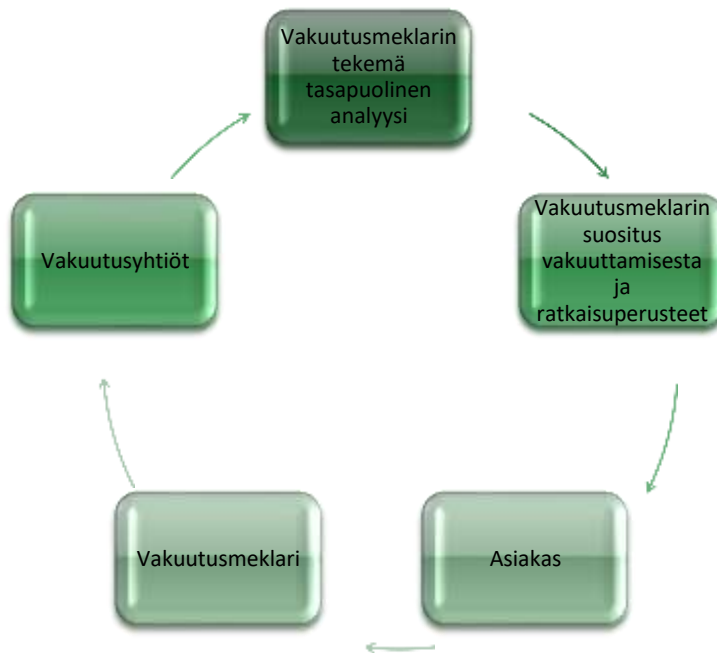 Vakuutusmeklarin
tekemä
tasapuolinen
analyysi
Vakuutusmeklarin
suositus
vakuuttamisesta
ja
ratkaisuperusteet
Asiakas
Vakuutusmeklari
Vakuutusyhtiöt